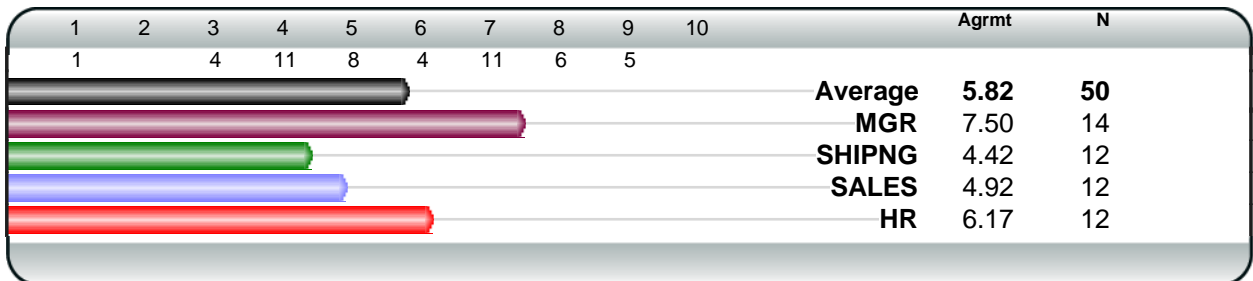 1 2 3 4 5 6 7 8 9 10 Agrmt N
1 4 11 8 4 11 6 5
Average 5.82 50
MGR 7.50 14
SHIPNG 4.42 12
SALES 4.92 12
HR 6.17 12